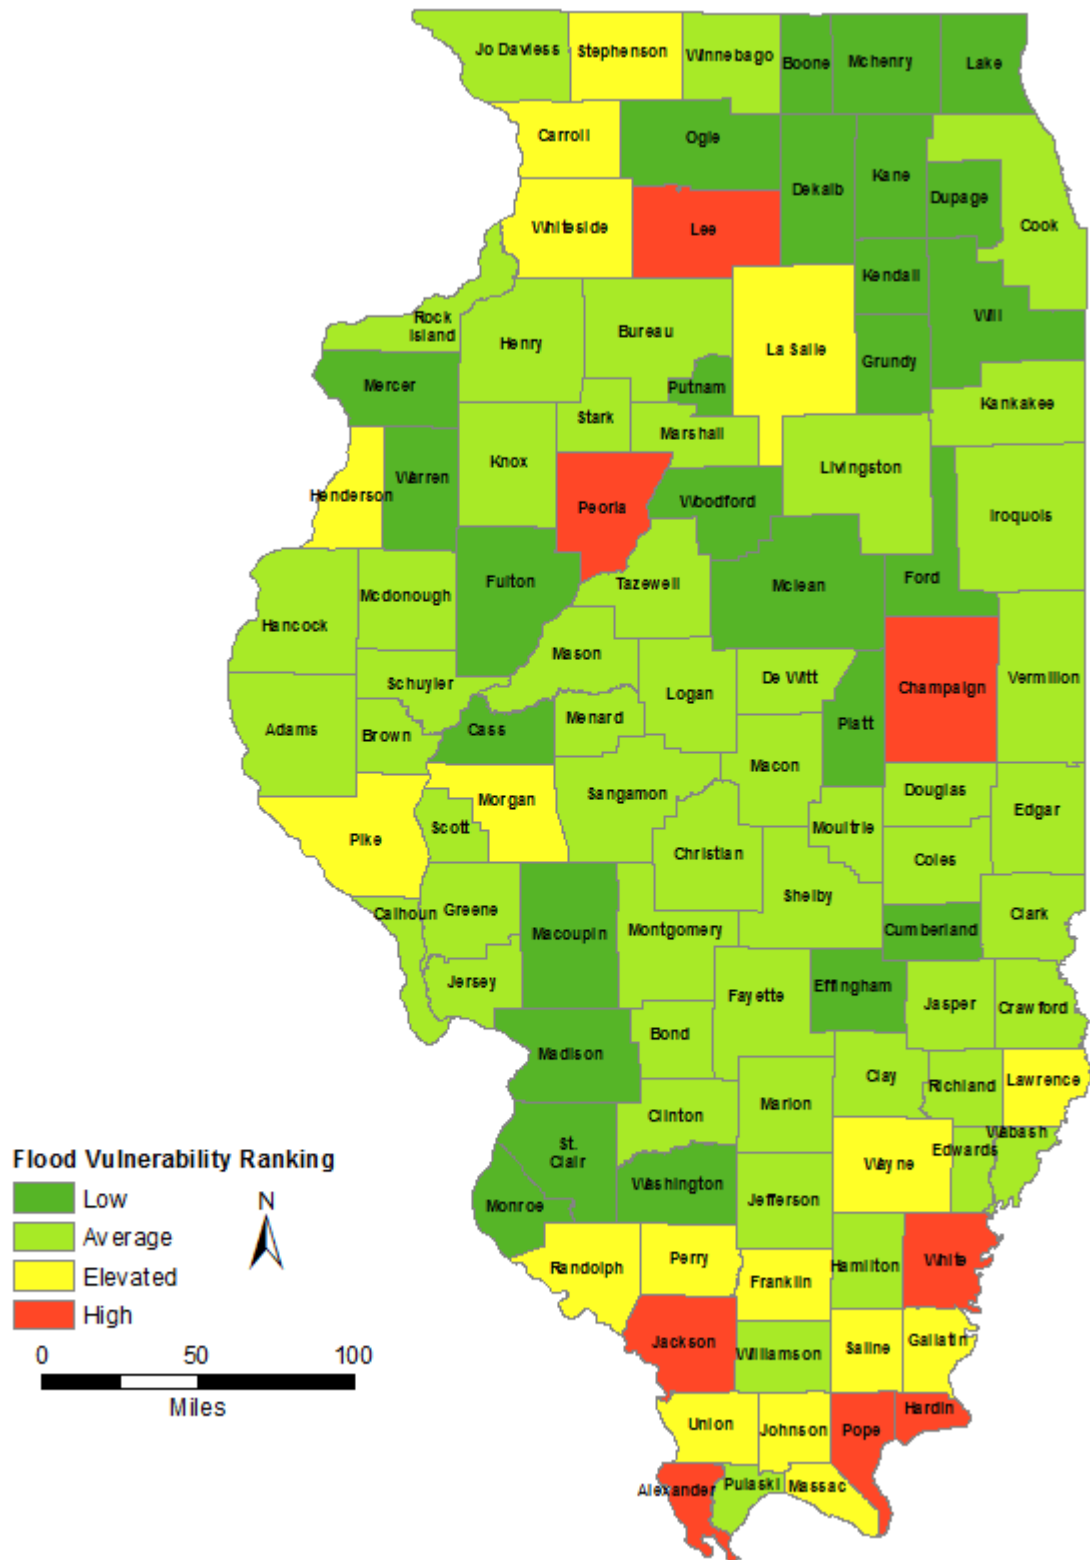 Jo Daviess
Stephenson
Winnebago
Boone
Mchenry
Lake
Carroll
Ogle
Dekalb
Kane
Dupage
Cook
Whiteside
Lee
Kendall
Will
Rock
Island
Henry
Bureau
La Salle
Grundy
Mercer
Putnam
Kankakee
Stark
Marshall
Henderson
Warren
Knox
Livingston
Peoria
Woodford
Iroquois
Fulton
Mclean
Ford
Hancock
Mcdonough
Tazewell
Mason
Schuyler
Logan
De Witt
Champaign
Vermilion
Adams
Brown
Cass
Menard
Piatt
Macon
Pike
Scott
Morgan
Sangamon
Douglas
Edgar
Christian
Moultrie
Coles
Shelby
Calhoun
Greene
Macoupin
Montgomery
Cumberland
Clark
Jersey
Fayette
Effingham
Jasper
Crawford
Madison
Bond
Clay
Richland
Lawrence
Clinton
Marion
St.
Clair
Wayne
Edwards
Wabash
Monroe
Washington
Jefferson
Randolph
Perry
Franklin
Hamilton
White
Jackson
Williamson
Saline
Gallatin
Union
Johnson
Pope
Hardin
Alexander
Pulaski
Massac
Flood Vulnerability Ranking
Low
Average
Elevated
High
N
0 50 100
Miles